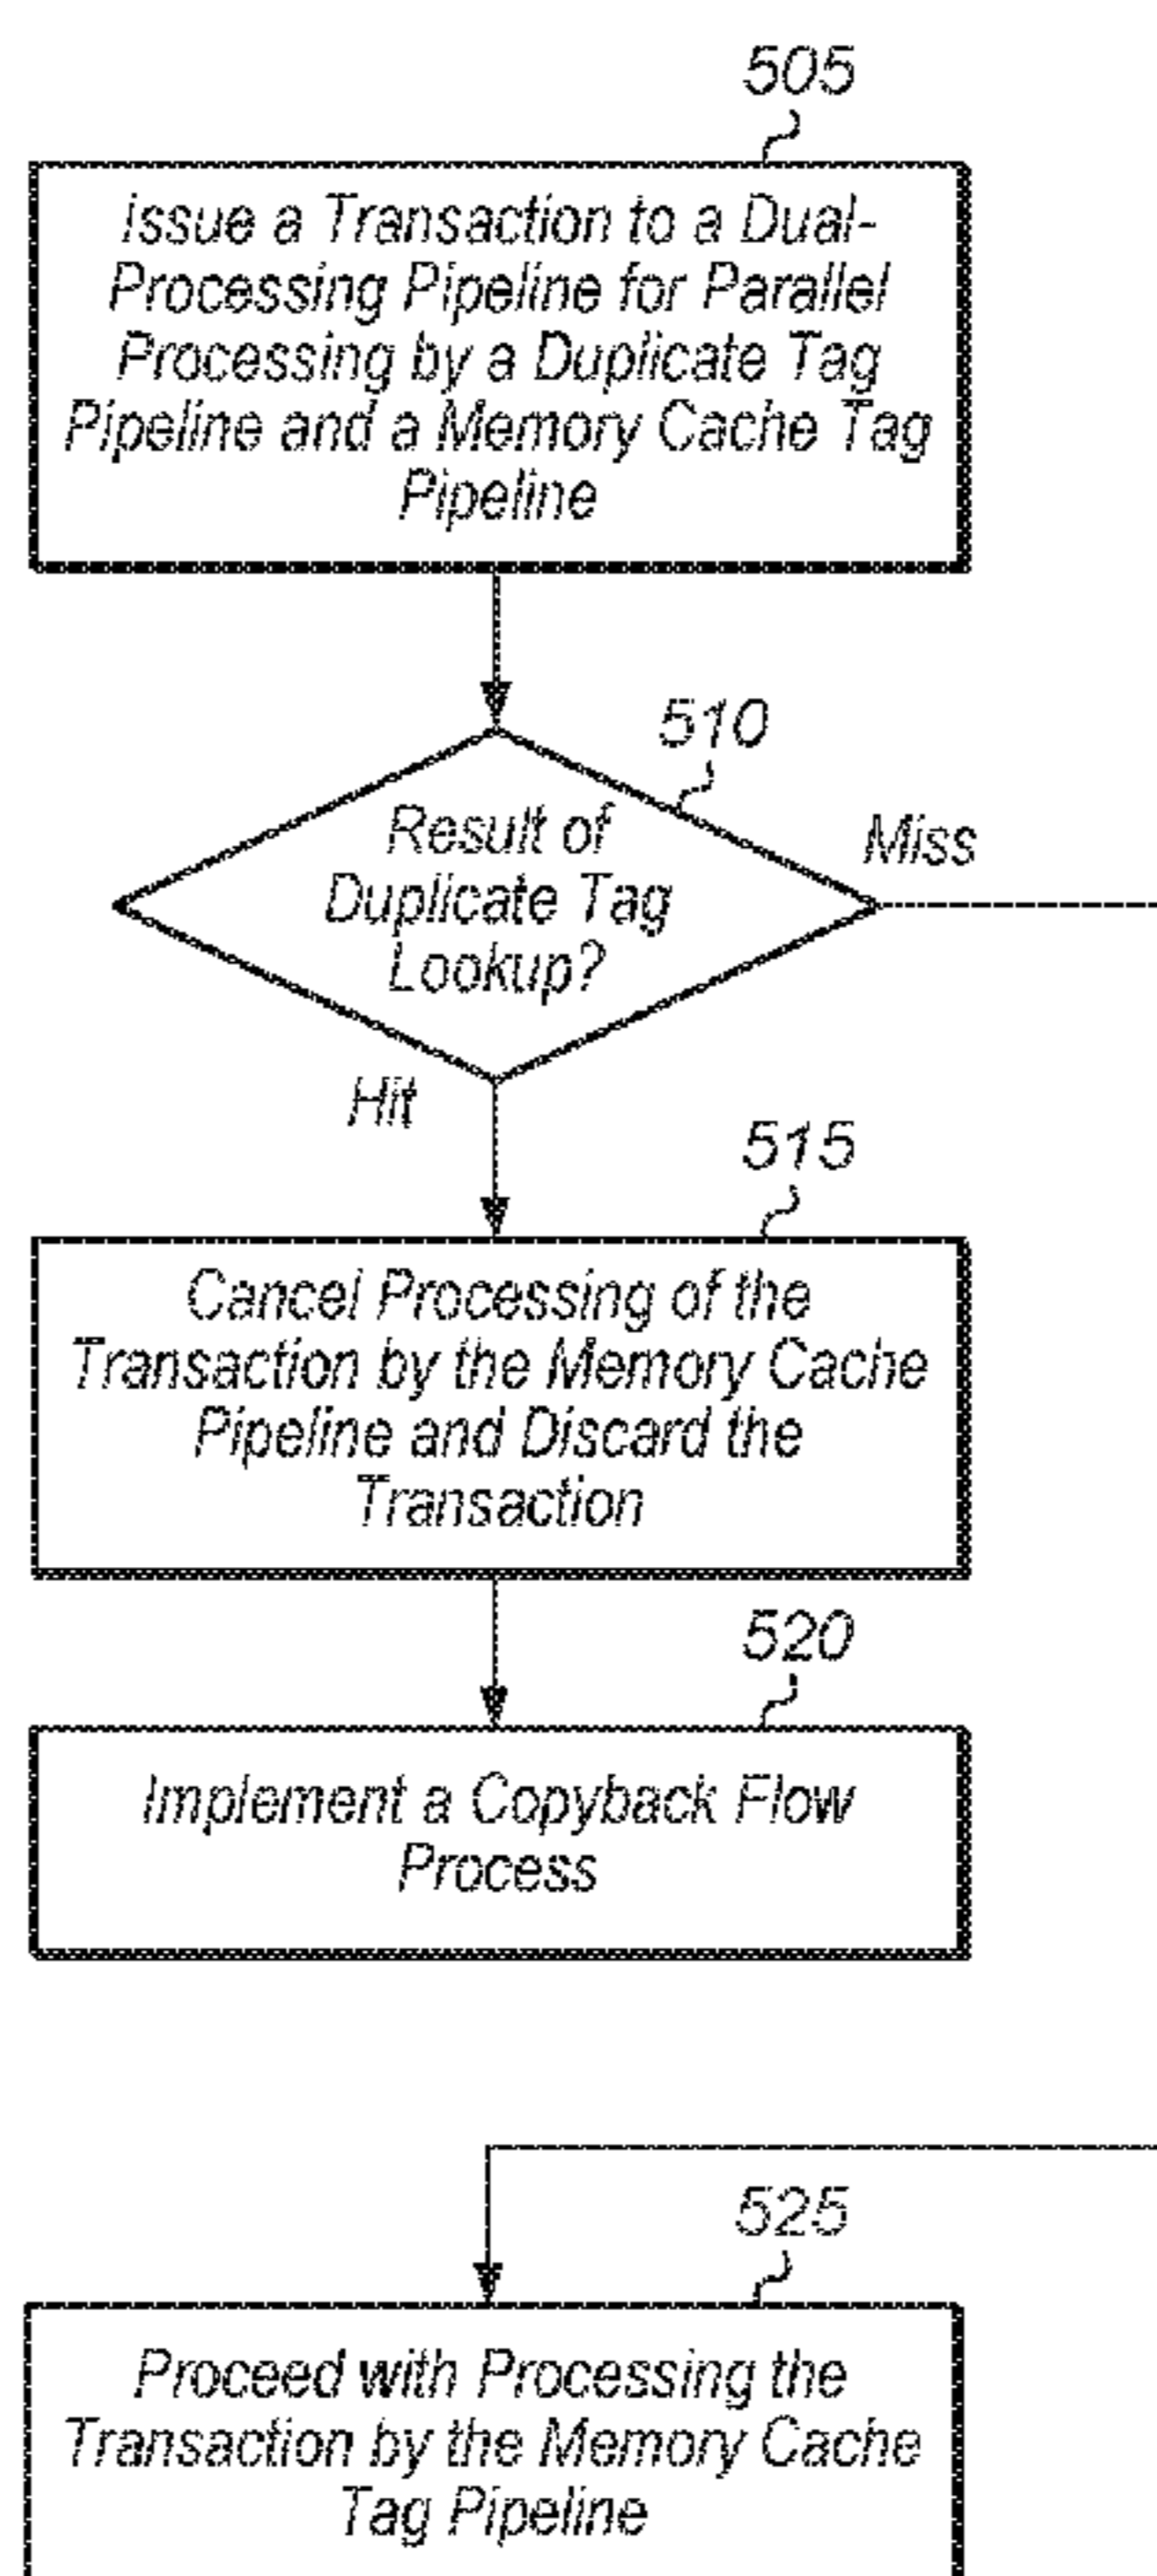 505
Issue a Transaction to a Dual-
Processing Pipeline for Parallel
Processing by a Duplicate Tag
Pipeline and a Memory Cache Tag
Pipeline
510
Miss
Result of
Duplicate Tag
Lookup?
Hit
515
Cancel Processing of the
Transaction by the Memory Cache
Pipeline and Discard the
Transaction
520
Implement a Copyback Flow
Process
525
Proceed with Processing the
Transaction by the Memory Cache
Tag Pipeline